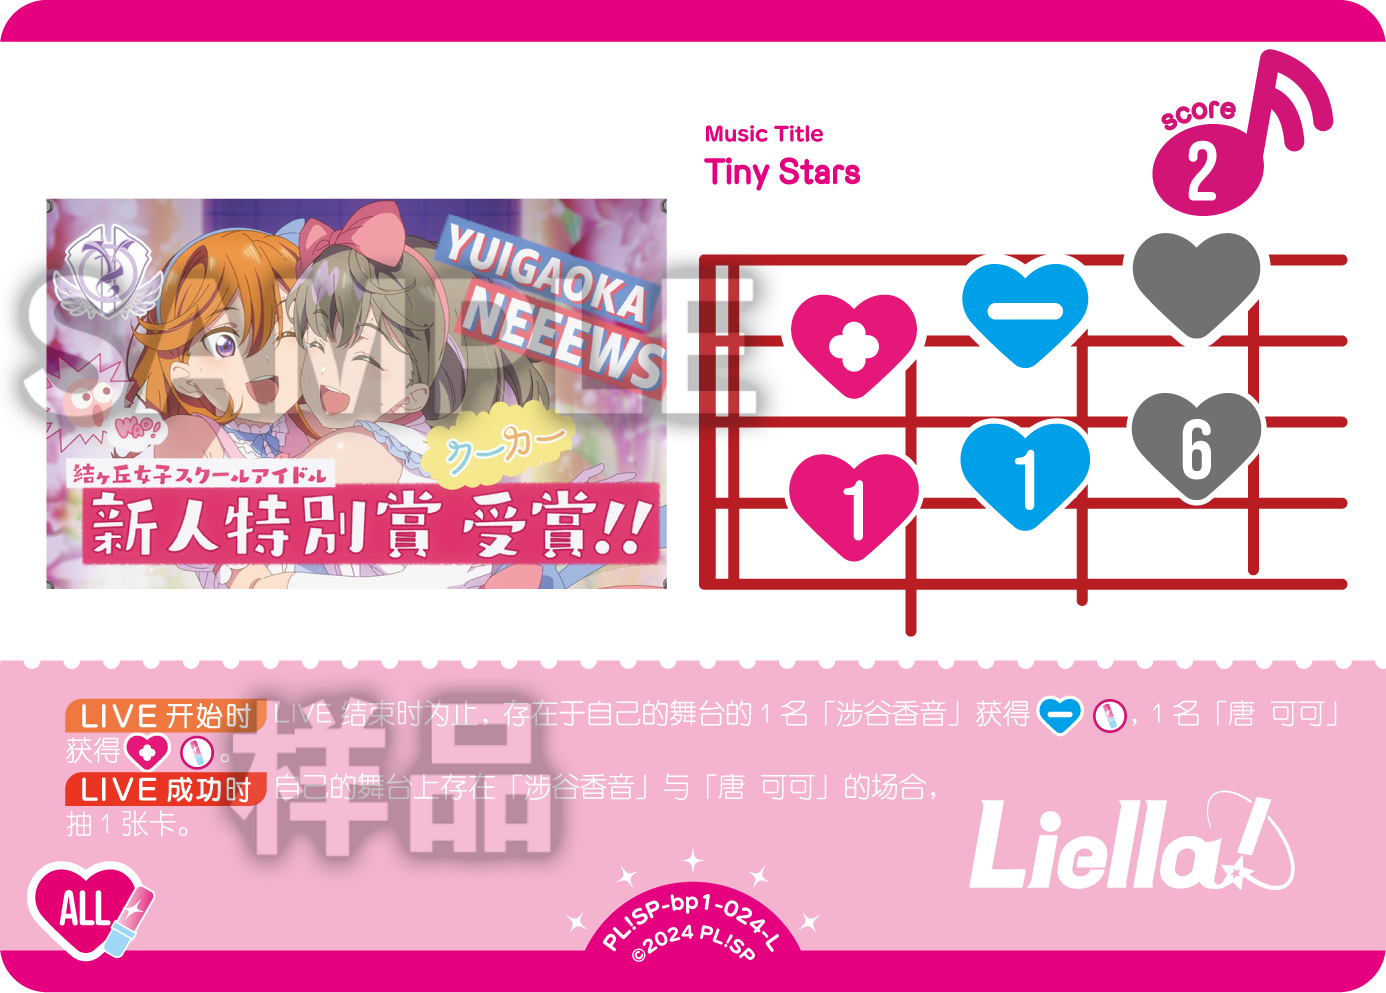 score
2
Music Title
Tiny Stars
YUIGAOKA
NEEEWS
SAMPLE
WAO!
クーカー
結ヶ丘女子スクールアイドル
新人特別賞 受賞!!
1
1
6
LIVE 开始时 LIVE 结束时为止，存在于自己的舞台的 1 名「涉谷香音」获得，1 名「唐 可可」
获得。
LIVE 成功时 自己的舞台上存在「涉谷香音」与「唐 可可」的场合，
抽 1 张卡。
样品
Liella!
ALL
PL!SP-bp1-024-L
©2024 PL!SP